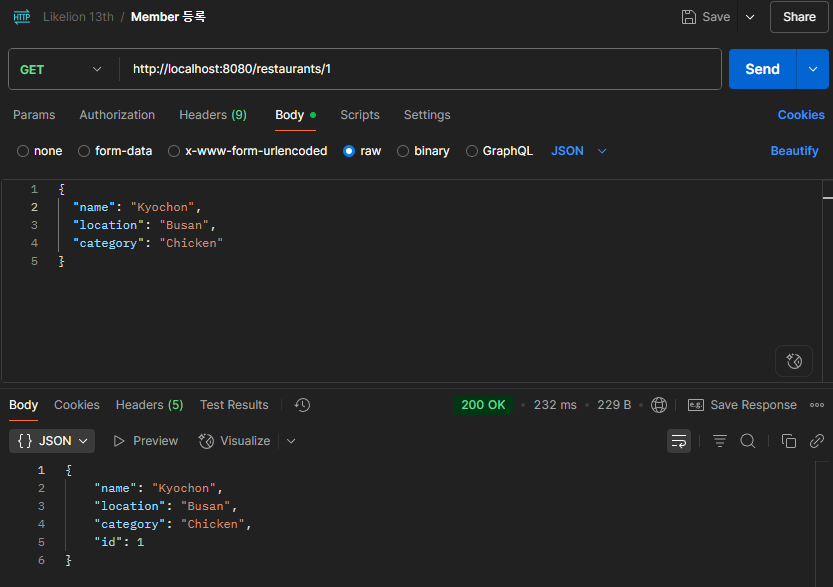 HTTP Likelion 13th / Member 등록 Save Share
GET http://localhost:8080/restaurants/1 Send
Params Authorization Headers (9) Body Scripts Settings Cookies
none form-data x-www-form-urlencoded raw binary GraphQL JSON Beautify
1 {
2 "name": "Kyochon",
3 "location": "Busan",
4 "category": "Chicken"
5 }
Body Cookies Headers (5) Test Results 200 OK • 232 ms • 229 B • e.g. Save Response
{} JSON Preview Visualize
1 {
2 "name": "Kyochon",
3 "location": "Busan",
4 "category": "Chicken",
5 "id": 1
6 }